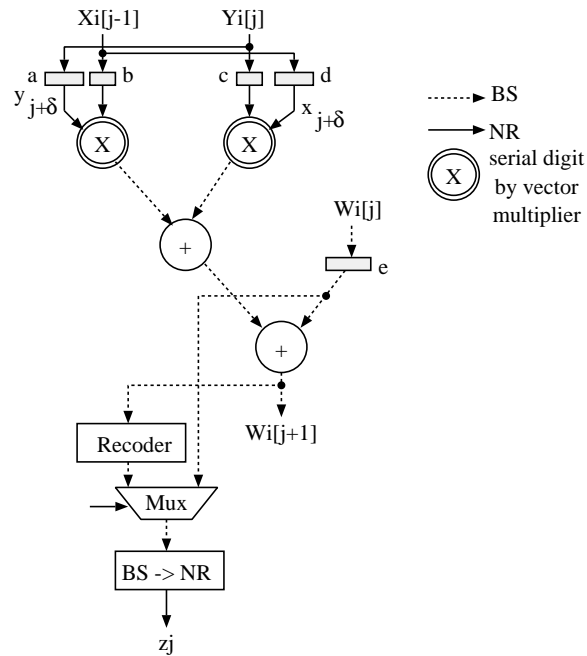 Xi[j-1]
Yi[j]
a
b
c
d
y j+δ
x j+δ
X
X
BS
NR
X
serial digit
by vector
multiplier
Wi[j]
+
e
+
Wi[j+1]
Recoder
Mux
BS -> NR
zj